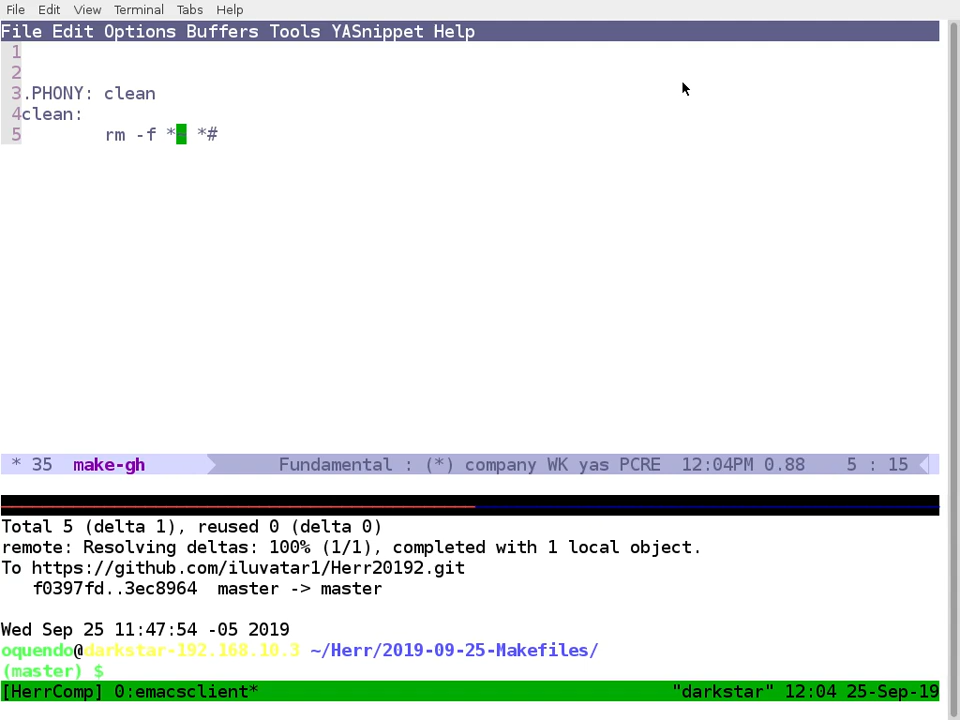 File Edit View Terminal Tabs Help
File Edit Options Buffers Tools YASnippet Help
1
2
3.PHONY: clean
4clean:
5 rm -f * *#
* 35 make-gh Fundamental : (*) company WK yas PCRE 12:04PM 0.88 5 : 15
Total 5 (delta 1), reused 0 (delta 0)
remote: Resolving deltas: 100% (1/1), completed with 1 local object.
To https://github.com/iluvatar1/Herr20192.git
f0397fd..3ec8964 master -> master
Wed Sep 25 11:47:54 -05 2019
oquendo@darkstar-192.168.10.3 ~/Herr/2019-09-25-Makefiles/
(master) $
[HerrComp] 0:emacsclient* "darkstar" 12:04 25-Sep-19